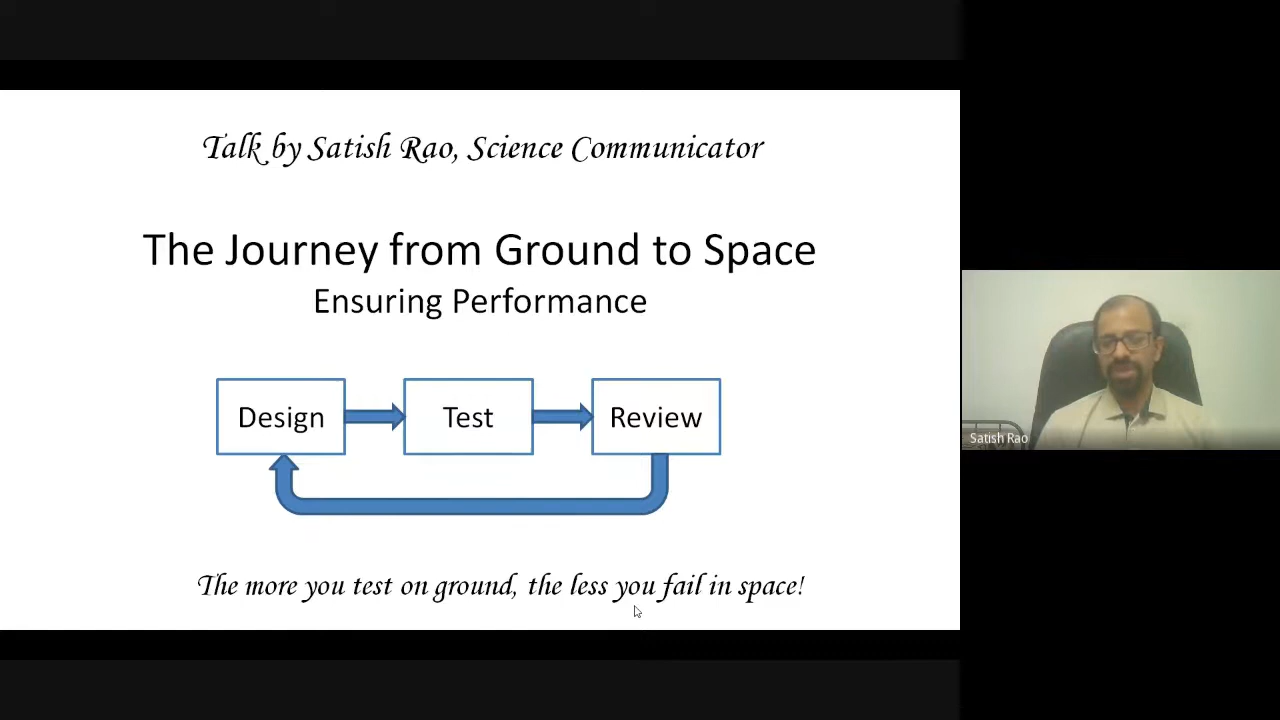 Talk by Satish Rao, Science Communicator
The Journey from Ground to Space
Ensuring Performance
Design
Test
Review
The more you test on ground, the less you fail in space!
Satish Rao